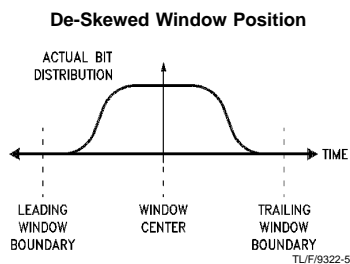 De-Skewed Window Position
ACTUAL BIT
DISTRIBUTION
TIME
LEADING
WINDOW
BOUNDARY
WINDOW
CENTER
TRAILING
WINDOW
BOUNDARY
TL/F/9322-5